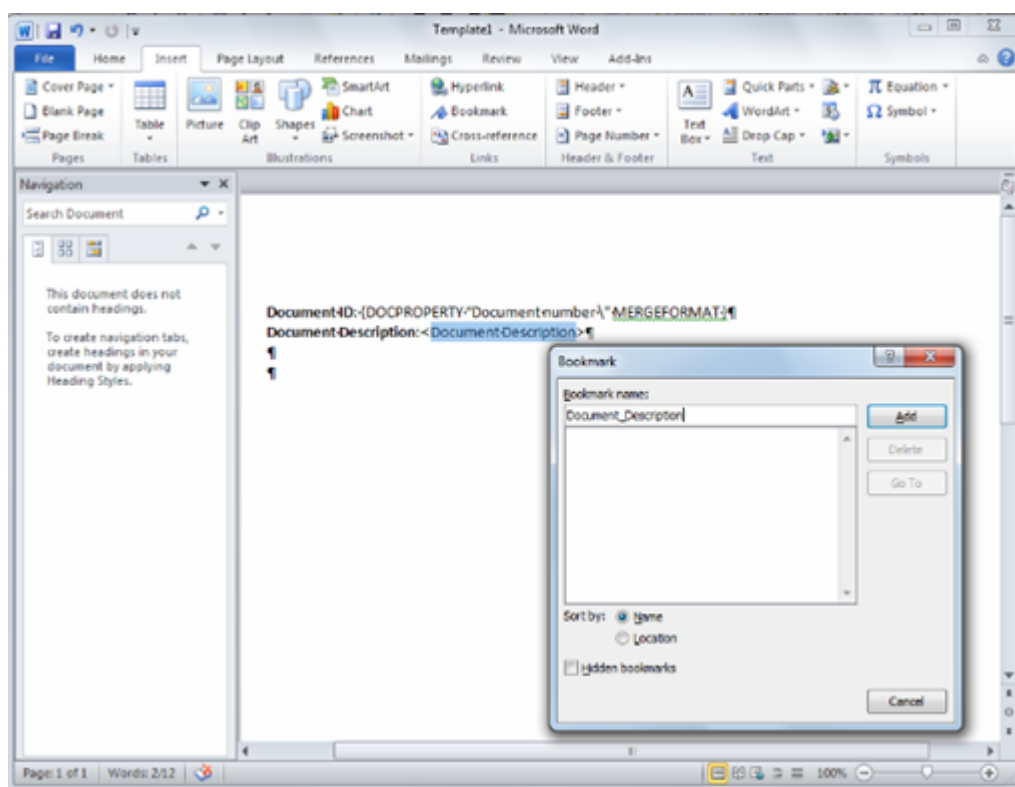 Template1 - Microsoft Word
File Home Insert Page Layout References Mailings Review View Add-Ins
Cover Page
Blank Page
Page Break
Pages
Table
Tables
Picture
Clip Art
Shapes
SmartArt
Chart
Screenshot
Illustrations
Hyperlink
Bookmark
Cross-reference
Links
Header
Footer
Page Number
Header & Footer
A
Text Box
Quick Parts
WordArt
Drop Cap
Text
π Equation
Ω Symbol
Symbols
Navigation
Search Document
This document does not
contain headings.
To create navigation tabs,
create headings in your
document by applying
Heading Styles.
Document·ID:·{DOCPROPERTY·"Document·number·\"·MERGEFORMAT·}¶
Document·Description:·<Document·Description>¶
¶
¶
Bookmark
Bookmark name:
Document_Description
Add
Delete
Go To
Sort by: Name
Location
Hidden bookmarks
Cancel
Page: 1 of 1 Words: 2/12 100%